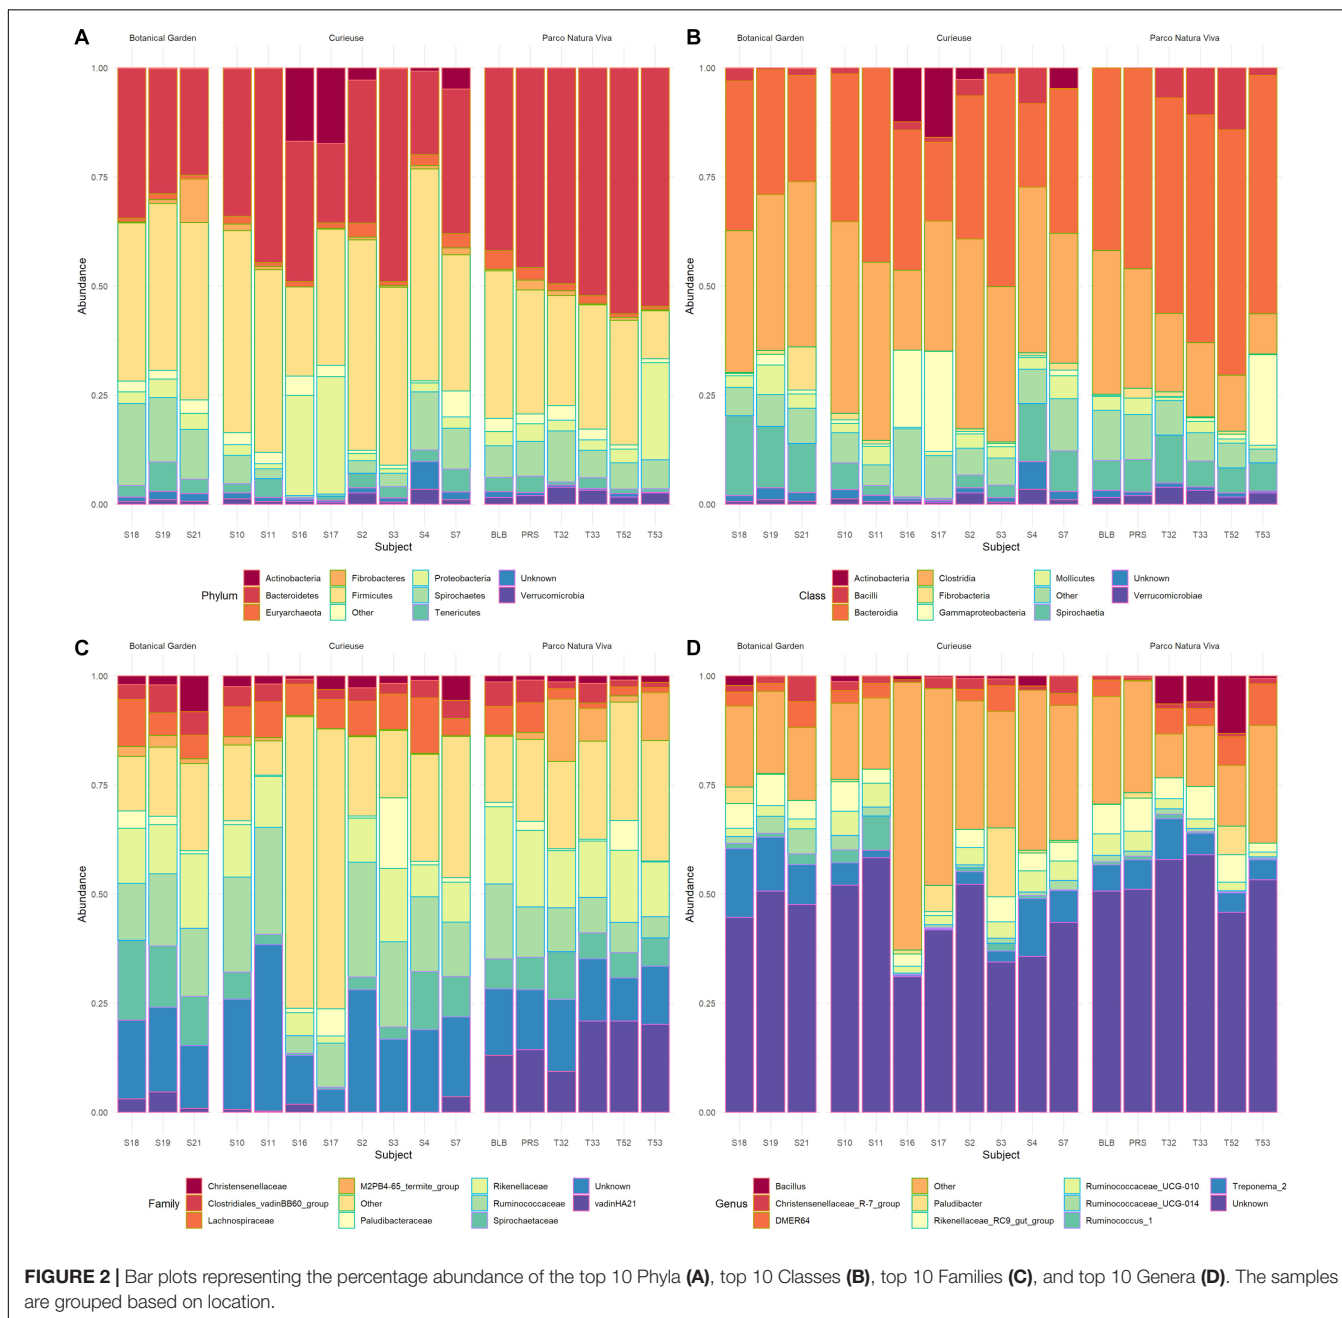 A
Botanical Garden
Curieuse
Parco Natura Viva
1.00
0.75
0.50
0.25
0.00
Abundance
S18 S19 S21 S10 S11 S16 S17 S2 S3 S4 S7 BLB PRS T32 T33 T52 T53
Subject
Phylum
Actinobacteria Fibrobacteres Proteobacteria Unknown
Bacteroidetes Firmicutes Spirochaetes Verrucomicrobia
Euryarchaeota Other Tenericutes
B
Botanical Garden
Curieuse
Parco Natura Viva
1.00
0.75
0.50
0.25
0.00
Abundance
S18 S19 S21 S10 S11 S16 S17 S2 S3 S4 S7 BLB PRS T32 T33 T52 T53
Subject
Class
Actinobacteria Clostridia Mollicutes Unknown
Bacilli Fibrobacteria Other Verrucomicrobiae
Bacteroidia Gammaproteobacteria Spirochaetia
C
Botanical Garden
Curieuse
Parco Natura Viva
1.00
0.75
0.50
0.25
0.00
Abundance
S18 S19 S21 S10 S11 S16 S17 S2 S3 S4 S7 BLB PRS T32 T33 T52 T53
Subject
Family
Christensenellaceae M2PB4-65_termite_group Rikenellaceae Unknown
Clostridiales_vadinBB60_group Other Ruminococcaceae vadinHA21
Lachnospiraceae Paludibacteraceae Spirochaetaceae
D
Botanical Garden
Curieuse
Parco Natura Viva
1.00
0.75
0.50
0.25
0.00
Abundance
S18 S19 S21 S10 S11 S16 S17 S2 S3 S4 S7 BLB PRS T32 T33 T52 T53
Subject
Genus
Bacillus Other Ruminococcaceae_UCG-010 Treponema_2
Christensenellaceae_R-7_group Paludibacter Ruminococcaceae_UCG-014 Unknown
DMER64 Rikenellaceae_RC9_gut_group Ruminococcus_1
FIGURE 2 | Bar plots representing the percentage abundance of the top 10 Phyla (A), top 10 Classes (B), top 10 Families (C), and top 10 Genera (D). The samples
are grouped based on location.